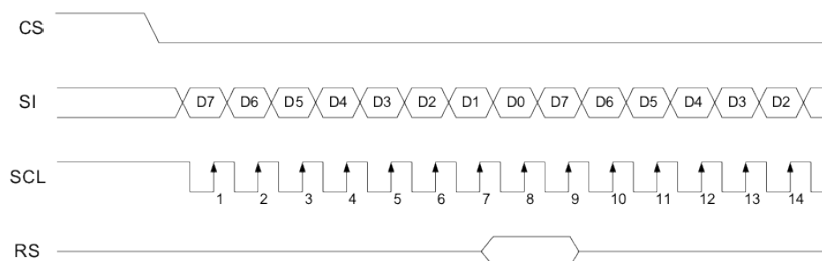 CS
SI D7 D6 D5 D4 D3 D2 D1 D0 D7 D6 D5 D4 D3 D2
SCL
1 2 3 4 5 6 7 8 9 10 11 12 13 14
RS